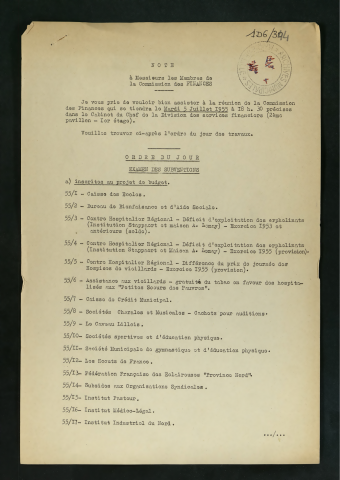 1D6/394
N O T E
à Messieurs les Membres de
la Commission des FINANCES
Je vous prie de vouloir bien assister à la réunion de la Commission
des Finances qui se tiendra le Mardi 5 Juillet 1955 à 18 h. 30 précises
dans le Cabinet du Chef de la Division des services financiers (2ème
pavillon - 1er étage).
Veuillez trouver ci-après l'ordre du jour des travaux.
ORDRE DU JOUR
EXAMEN DES SUBVENTIONS
a) inscrites au projet de budget.
55/1 - Caisse des Ecoles.
55/2 - Bureau de Bienfaisance et d'Aide Sociale.
55/3 - Centre Hospitalier Régional - Déficit d'exploitation des orphelinats
(Institution Stappaert et maison A. ) - Exercice 1953 et
antérieurs (solde).
55/4 - Centre Hospitalier Régional - Déficit d'exploitation des orphelinats
(Institution Stappaert et Maison A. ) - Exercice 1955 (provision).
55/5 - Centre Hospitalier Régional - Différence de prix de journée des
Hospices de vieillards - Exercice 1955 (provision).
55/6 - Assistance aux vieillards - gratuité du tabac en faveur des hospita-
lisés aux "Petites Soeurs des Pauvres".
55/7 - Caisse de Crédit Municipal.
55/8 - Sociétés Chorales et Musicales - Cachets pour auditions.
55/9 - Le Caveau Lillois.
55/10- Sociétés sportives et d'éducation physique.
55/11- Société Municipale de gymnastique et d'éducation physique.
55/12- Les Scouts de France.
55/13- Fédération Française des Eclaireuses "Province Nord"
55/14- Subsides aux Organisations Syndicales.
55/15- Institut Pasteur.
55/16- Institut Médico-Légal.
55/17- Institut Industriel du Nord.
.../...